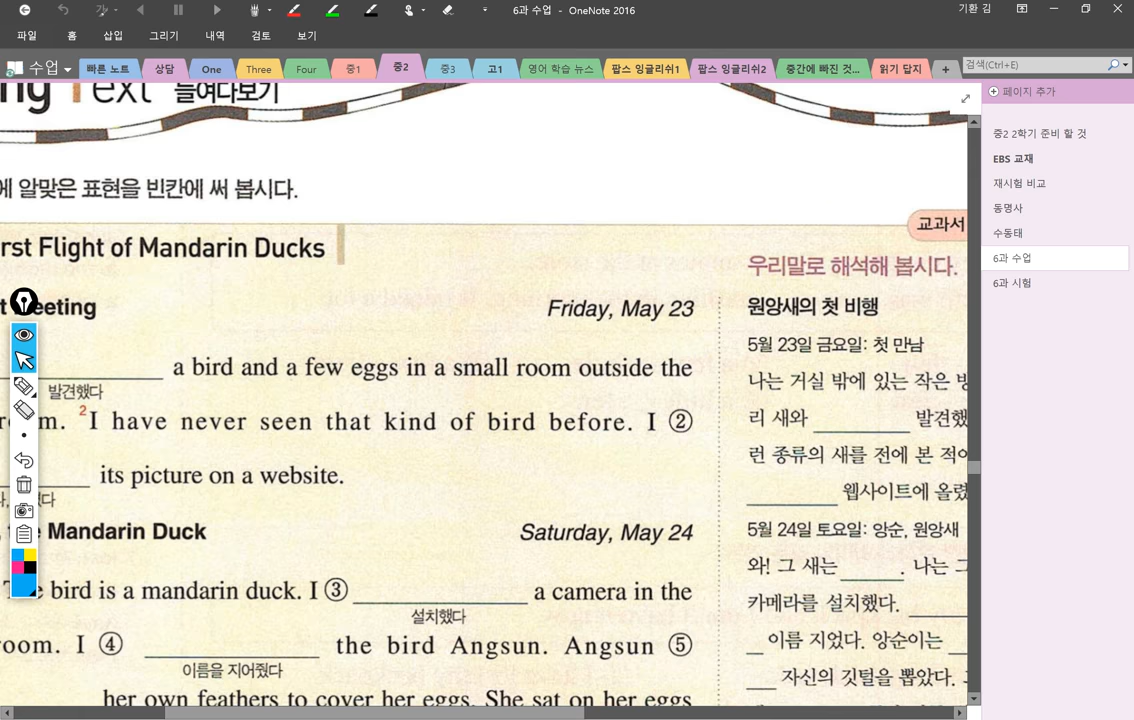 6과 수업 - OneNote 2016
기환 김
파일 홈 삽입 그리기 내역 검토 보기
수업 빠른 노트 상담 One Three Four 중1 중2 중3 고1 영어 학습 뉴스 팝스 잉글리쉬1 팝스 잉글리쉬2 중간에 빠진 것... 읽기 답지
검색(Ctrl+E)
페이지 추가
중2 2학기 준비 할 것
EBS 교재
재시험 비교
동명사
수동태
6과 수업
6과 시험
ng Text 들여다보기
에 알맞은 표현을 빈칸에 써 봅시다.
rst Flight of Mandarin Ducks
t Meeting Friday, May 23
a bird and a few eggs in a small room outside the
발견했다
m. 2 I have never seen that kind of bird before. I ②
its picture on a website.
Mandarin Duck Saturday, May 24
bird is a mandarin duck. I ③ ____ a camera in the
설치했다
oom. I ④ ____ the bird Angsun. Angsun ⑤
이름을 지어줬다
her own feathers to cover her eggs. She sat on her eggs
교과서
우리말로 해석해 봅시다.
원앙새의 첫 비행
5월 23일 금요일: 첫 만남
나는 거실 밖에 있는 작은
리 새와 ____ 발견했
런 종류의 새를 전에 본 적
____ 웹사이트에 올렸
5월 24일 토요일: 앙순, 원앙새
와! 그 새는 ____. 나는 그
카메라를 설치했다.
이름 지었다. 앙순이는
자신의 깃털을 뽑았다.